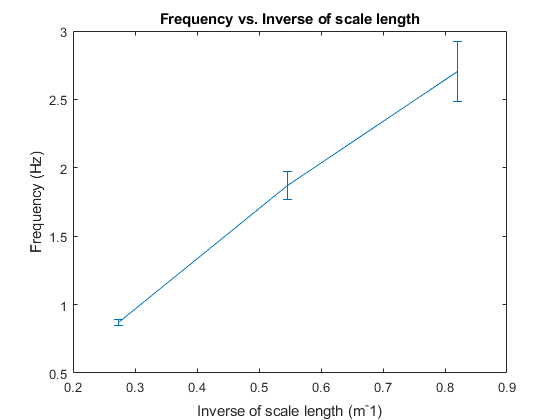 Frequency vs. Inverse of scale length
3
2.5
2
1.5
1
0.5
Frequency (Hz)
0.2 0.3 0.4 0.5 0.6 0.7 0.8 0.9
Inverse of scale length (m⁻1)